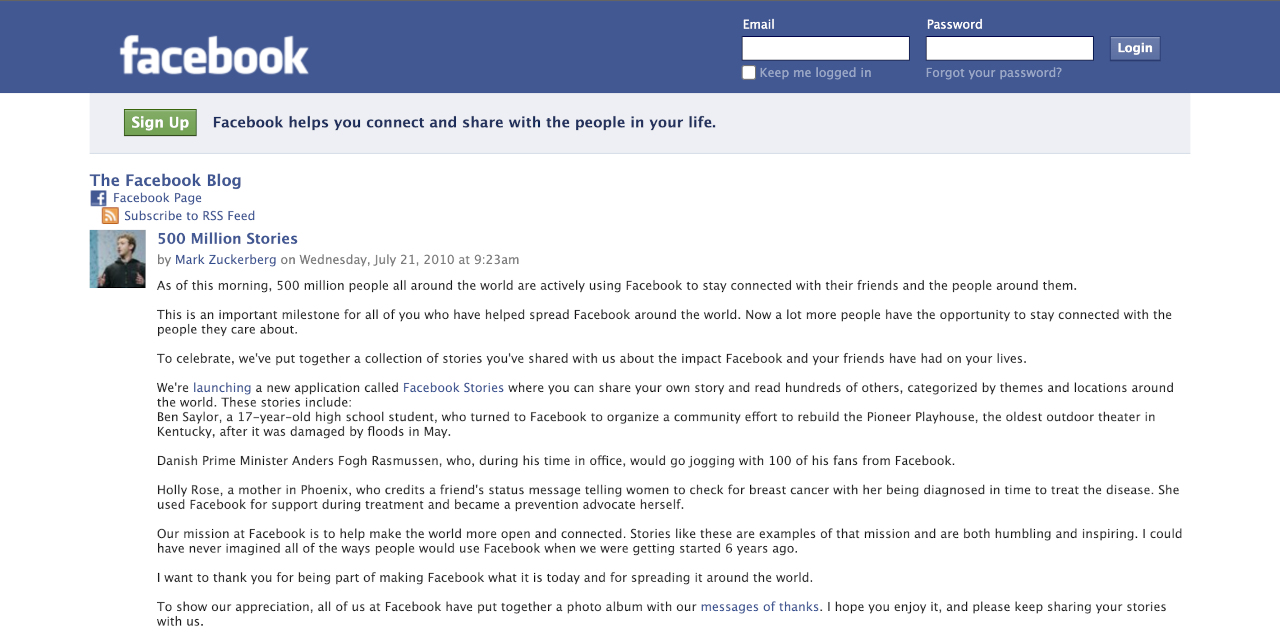 facebook
Email
Password
Login
Keep me logged in
Forgot your password?
Sign Up
Facebook helps you connect and share with the people in your life.
The Facebook Blog
Facebook Page
Subscribe to RSS Feed
500 Million Stories
by Mark Zuckerberg on Wednesday, July 21, 2010 at 9:23am
As of this morning, 500 million people all around the world are actively using Facebook to stay connected with their friends and the people around them.
This is an important milestone for all of you who have helped spread Facebook around the world. Now a lot more people have the opportunity to stay connected with the
people they care about.
To celebrate, we've put together a collection of stories you've shared with us about the impact Facebook and your friends have had on your lives.
We're launching a new application called Facebook Stories where you can share your own story and read hundreds of others, categorized by themes and locations around
the world. These stories include:
Ben Saylor, a 17-year-old high school student, who turned to Facebook to organize a community effort to rebuild the Pioneer Playhouse, the oldest outdoor theater in
Kentucky, after it was damaged by floods in May.
Danish Prime Minister Anders Fogh Rasmussen, who, during his time in office, would go jogging with 100 of his fans from Facebook.
Holly Rose, a mother in Phoenix, who credits a friend's status message telling women to check for breast cancer with her being diagnosed in time to treat the disease. She
used Facebook for support during treatment and became a prevention advocate herself.
Our mission at Facebook is to help make the world more open and connected. Stories like these are examples of that mission and are both humbling and inspiring. I could
have never imagined all of the ways people would use Facebook when we were getting started 6 years ago.
I want to thank you for being part of making Facebook what it is today and for spreading it around the world.
To show our appreciation, all of us at Facebook have put together a photo album with our messages of thanks. I hope you enjoy it, and please keep sharing your stories
with us.